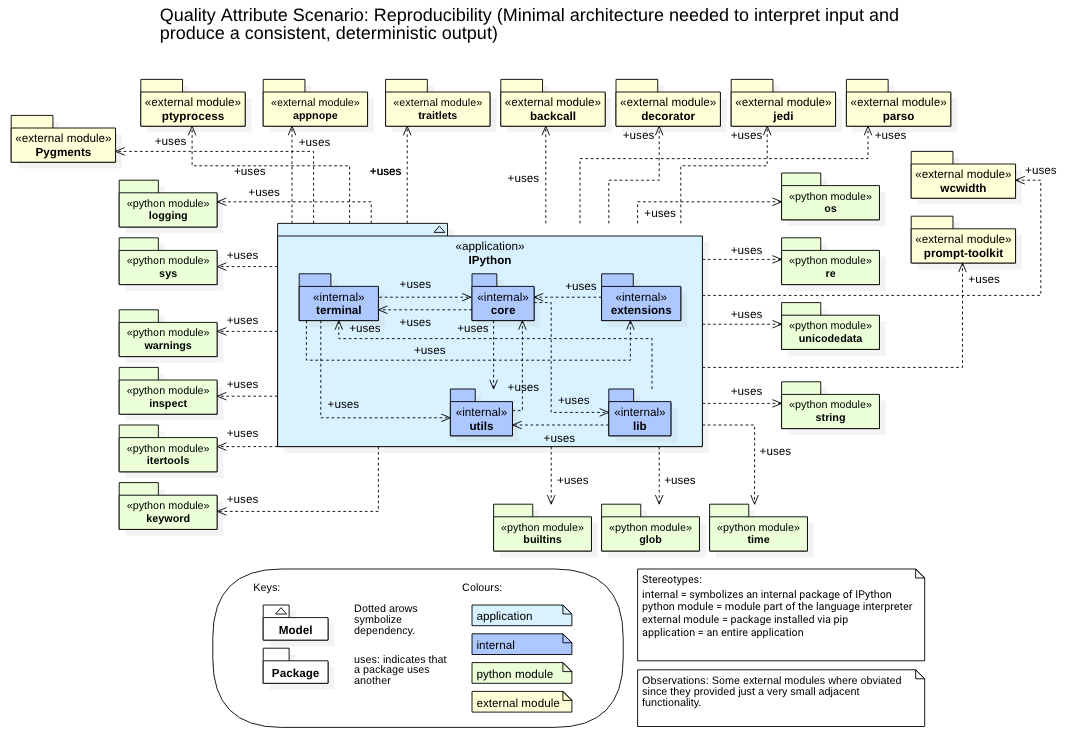 Quality Attribute Scenario: Reproducibility (Minimal architecture needed to interpret input and
produce a consistent, deterministic output)
«external module»
ptyprocess
«external module»
appnope
«external module»
traitlets
«external module»
backcall
«external module»
decorator
«external module»
jedi
«external module»
parso
«external module»
Pygments
+uses
+uses
+uses
+uses
+uses
+uses
+uses
+uses
«external module»
wcwidth
+uses
«python module»
logging
+uses
+uses
«python module»
os
«external module»
prompt-toolkit
+uses
«python module»
sys
+uses
«application»
IPython
+uses
«python module»
re
«internal»
terminal
+uses
+uses
«internal»
core
+uses
«internal»
extensions
+uses
+uses
+uses
+uses
«python module»
warnings
+uses
+uses
«python module»
unicodedata
«python module»
inspect
+uses
+uses
+uses
«internal»
utils
+uses
+uses
«internal»
lib
+uses
«python module»
string
«python module»
itertools
+uses
+uses
«python module»
keyword
+uses
+uses
+uses
«python module»
builtins
«python module»
glob
«python module»
time
Keys:
Model
Package
Dotted arows
symbolize
dependency.
uses: indicates that
a package uses
another
Colours:
application
internal
python module
external module
Stereotypes:
internal = symbolizes an internal package of IPython
python module = module part of the language interpreter
external module = package installed via pip
application = an entire application
Observations: Some external modules where obviated
since they provided just a very small adjacent
functionality.